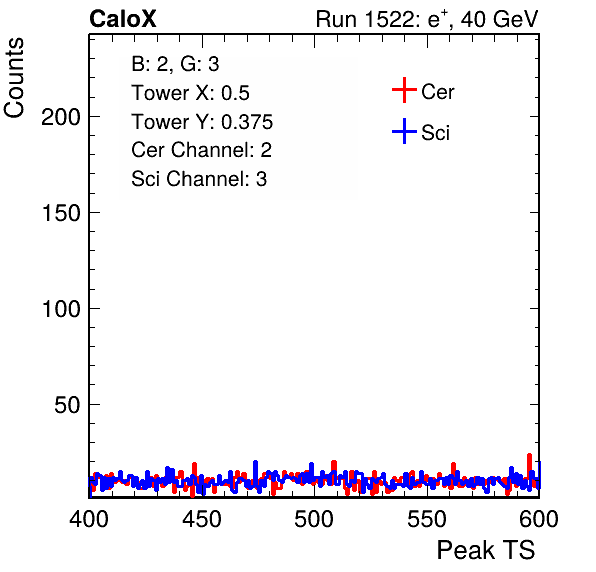 CaloX Run 1522: e⁺, 40 GeV
Counts
B: 2, G: 3
Tower X: 0.5
Tower Y: 0.375
Cer Channel: 2
Sci Channel: 3
Cer
Sci
200
150
100
50
400 450 500 550 600
Peak TS